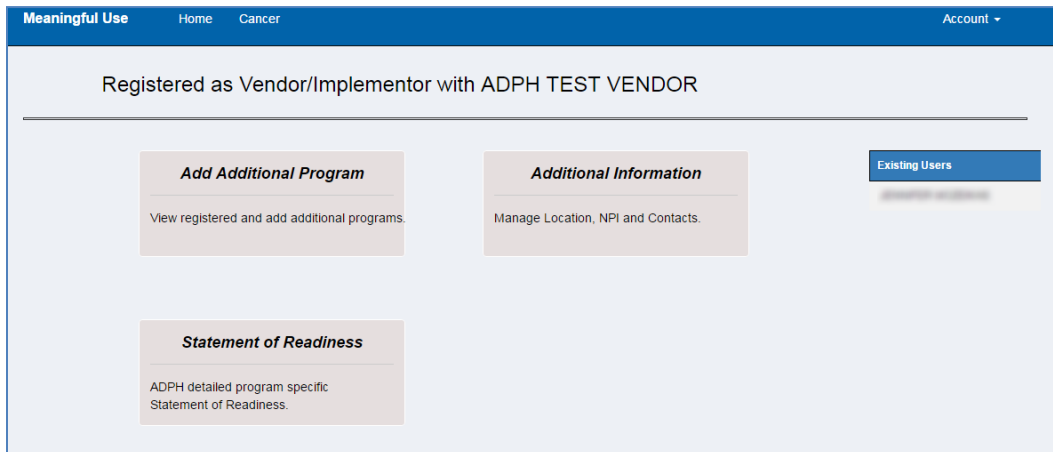 Meaningful Use Home Cancer Account
Registered as Vendor/Implementor with ADPH TEST VENDOR
Add Additional Program
View registered and add additional programs.
Additional Information
Manage Location, NPI and Contacts.
Existing Users
Statement of Readiness
ADPH detailed program specific
Statement of Readiness.